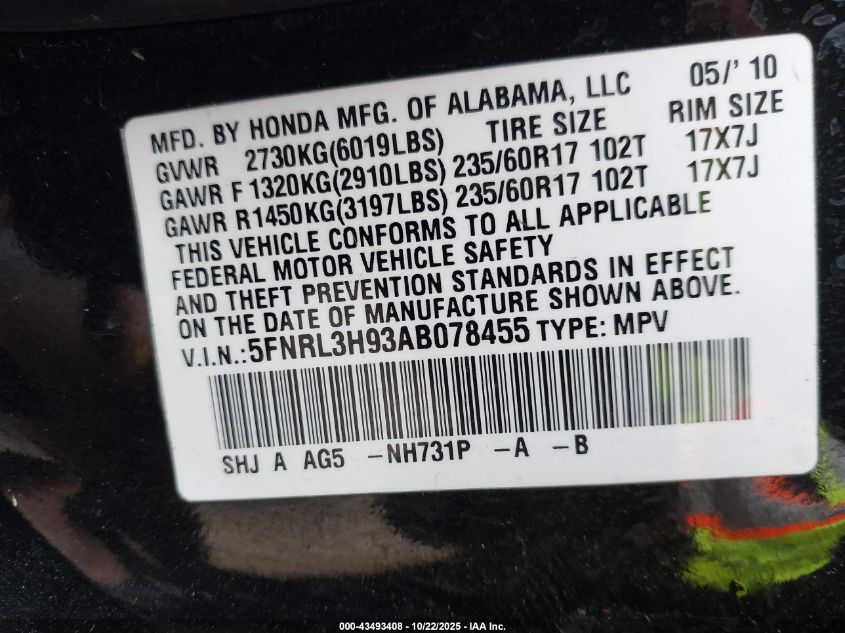 MFD. BY HONDA MFG. OF ALABAMA, LLC 05/' 10
GVWR 2730KG(6019LBS) TIRE SIZE RIM SIZE
GAWR F 1320KG(2910LBS) 235/60R17 102T 17X7J
GAWR R1450KG(3197LBS) 235/60R17 102T 17X7J
THIS VEHICLE CONFORMS TO ALL APPLICABLE
FEDERAL MOTOR VEHICLE SAFETY
AND THEFT PREVENTION STANDARDS IN EFFECT
ON THE DATE OF MANUFACTURE SHOWN ABOVE.
V.I.N.:5FNRL3H93AB078455 TYPE: MPV
SHJ A AG5 -NH731P -A -B
000-43493408 - 10/22/2025 - IAA Inc.